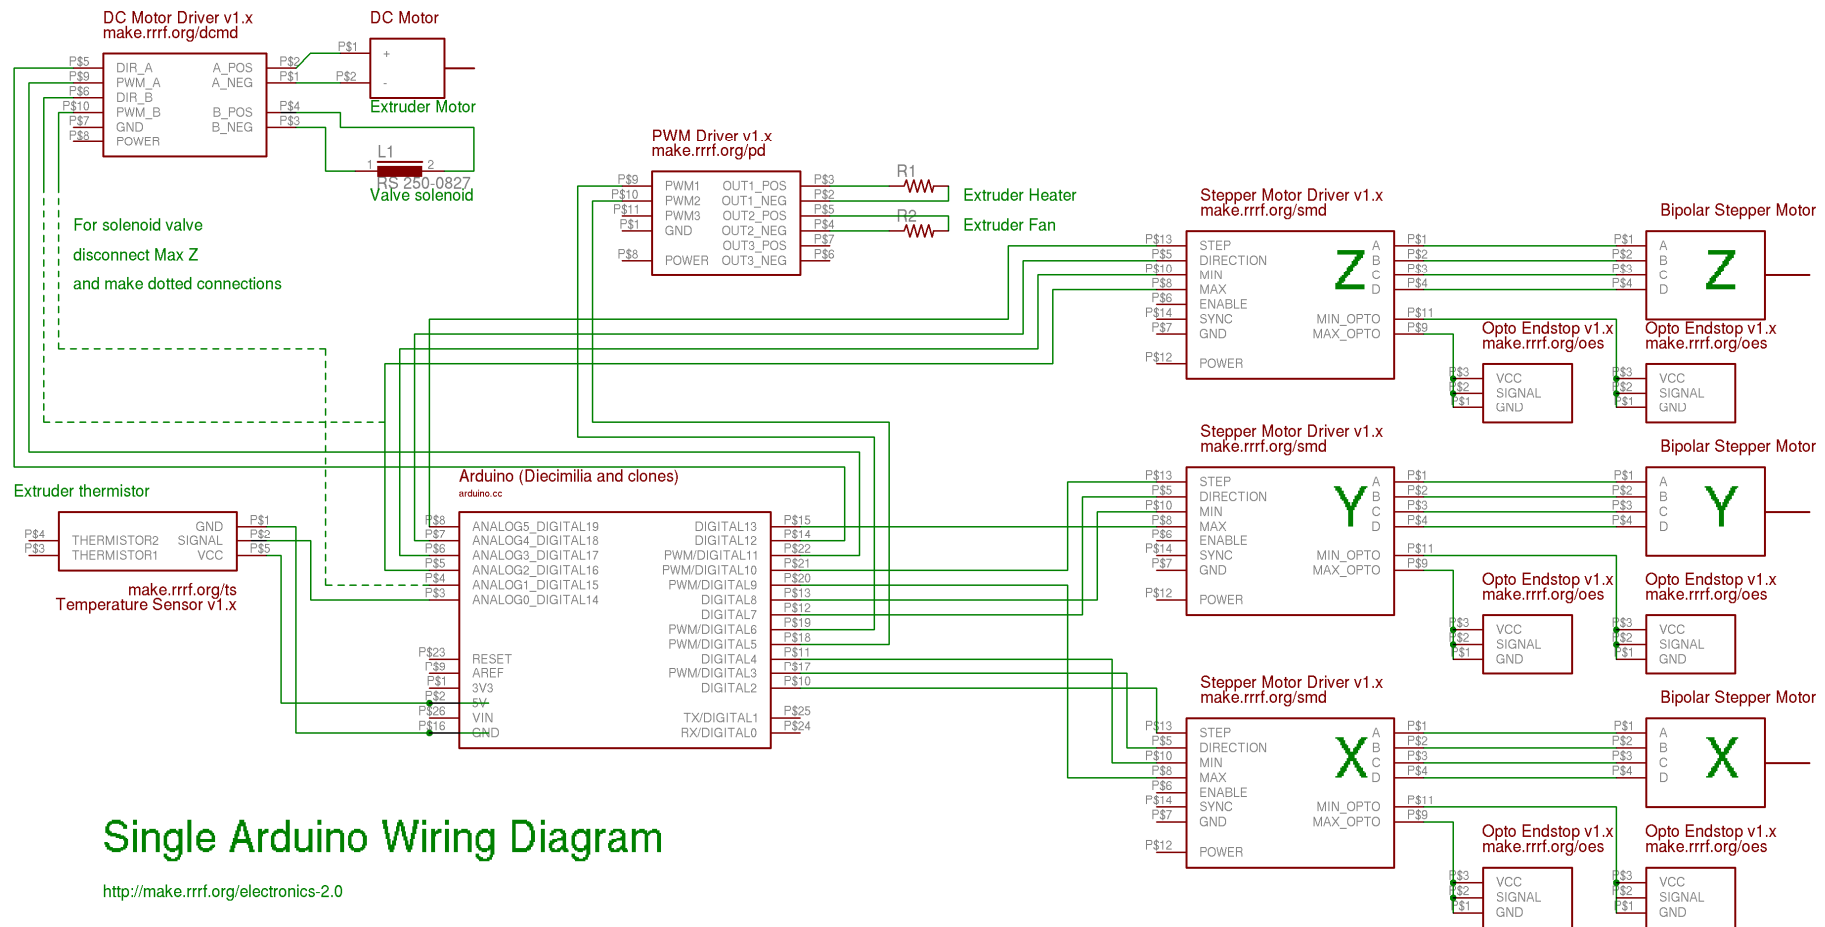 DC Motor Driver v1.x
make.rrrf.org/dcmd
P$5 DIR_A A_POS P$2
P$9 PWM_A A_NEG P$1
P$6 DIR_B
P$10 PWM_B B_POS P$4
P$7 GND B_NEG P$3
P$8 POWER
DC Motor
P$1 +
P$2 -
Extruder Motor
L1
1 2
RS 250-0827
Valve solenoid
For solenoid valve
disconnect Max Z
and make dotted connections
PWM Driver v1.x
make.rrrf.org/pd
P$9 PWM1 OUT1_POS P$3
P$10 PWM2 OUT1_NEG P$2
P$11 PWM3 OUT2_POS P$5
P$1 GND OUT2_NEG P$4
OUT3_POS P$7
P$8 POWER OUT3_NEG P$6
R1
Extruder Heater
R2
Extruder Fan
Stepper Motor Driver v1.x
make.rrrf.org/smd
P$13 STEP A P$1
P$5 DIRECTION B P$2
P$10 MIN C P$3
P$8 MAX D P$4
P$6 ENABLE
P$14 SYNC MIN_OPTO P$11
P$7 GND MAX_OPTO P$9
P$12 POWER
Z
Bipolar Stepper Motor
P$1 A
P$2 B
P$3 C
P$4 D
Z
Opto Endstop v1.x
make.rrrf.org/oes
P$3 VCC
P$2 SIGNAL
P$1 GND
Opto Endstop v1.x
make.rrrf.org/oes
P$3 VCC
P$2 SIGNAL
P$1 GND
Extruder thermistor
GND P$1
P$4 THERMISTOR2 SIGNAL P$2
P$3 THERMISTOR1 VCC P$5
make.rrrf.org/ts
Temperature Sensor v1.x
Arduino (Diecimilia and clones)
arduino.cc
P$8 ANALOG5_DIGITAL19 DIGITAL13 P$15
P$7 ANALOG4_DIGITAL18 DIGITAL12 P$14
P$6 ANALOG3_DIGITAL17 PWM/DIGITAL11 P$22
P$5 ANALOG2_DIGITAL16 PWM/DIGITAL10 P$21
P$4 ANALOG1_DIGITAL15 PWM/DIGITAL9 P$20
P$3 ANALOG0_DIGITAL14 DIGITAL8 P$13
DIGITAL7 P$12
PWM/DIGITAL6 P$19
PWM/DIGITAL5 P$18
P$23 RESET DIGITAL4 P$11
P$9 AREF PWM/DIGITAL3 P$17
P$1 3V3 DIGITAL2 P$10
P$2 5V
P$26 VIN TX/DIGITAL1 P$25
P$16 GND RX/DIGITAL0 P$24
Stepper Motor Driver v1.x
make.rrrf.org/smd
P$13 STEP A P$1
P$5 DIRECTION B P$2
P$10 MIN C P$3
P$8 MAX D P$4
P$6 ENABLE
P$14 SYNC MIN_OPTO P$11
P$7 GND MAX_OPTO P$9
P$12 POWER
Y
Bipolar Stepper Motor
P$1 A
P$2 B
P$3 C
P$4 D
Y
Opto Endstop v1.x
make.rrrf.org/oes
P$3 VCC
P$2 SIGNAL
P$1 GND
Opto Endstop v1.x
make.rrrf.org/oes
P$3 VCC
P$2 SIGNAL
P$1 GND
Stepper Motor Driver v1.x
make.rrrf.org/smd
P$13 STEP A P$1
P$5 DIRECTION B P$2
P$10 MIN C P$3
P$8 MAX D P$4
P$6 ENABLE
P$14 SYNC MIN_OPTO P$11
P$7 GND MAX_OPTO P$9
P$12 POWER
X
Bipolar Stepper Motor
P$1 A
P$2 B
P$3 C
P$4 D
X
Opto Endstop v1.x
make.rrrf.org/oes
P$3 VCC
P$2 SIGNAL
P$1 GND
Opto Endstop v1.x
make.rrrf.org/oes
P$3 VCC
P$2 SIGNAL
P$1 GND
Single Arduino Wiring Diagram
http://make.rrrf.org/electronics-2.0